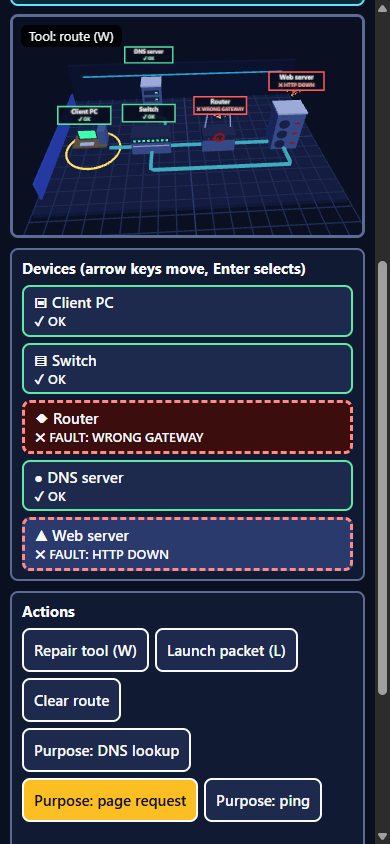 Tool: route (W)
DNS server
✓ OK
Web server
✕ HTTP DOWN
Client PC
✓ OK
Switch
✓ OK
Router
✕ WRONG GATEWAY
Devices (arrow keys move, Enter selects)
Client PC
✓ OK
Switch
✓ OK
Router
✕ FAULT: WRONG GATEWAY
DNS server
✓ OK
Web server
✕ FAULT: HTTP DOWN
Actions
Repair tool (W) Launch packet (L)
Clear route
Purpose: DNS lookup
Purpose: page request Purpose: ping